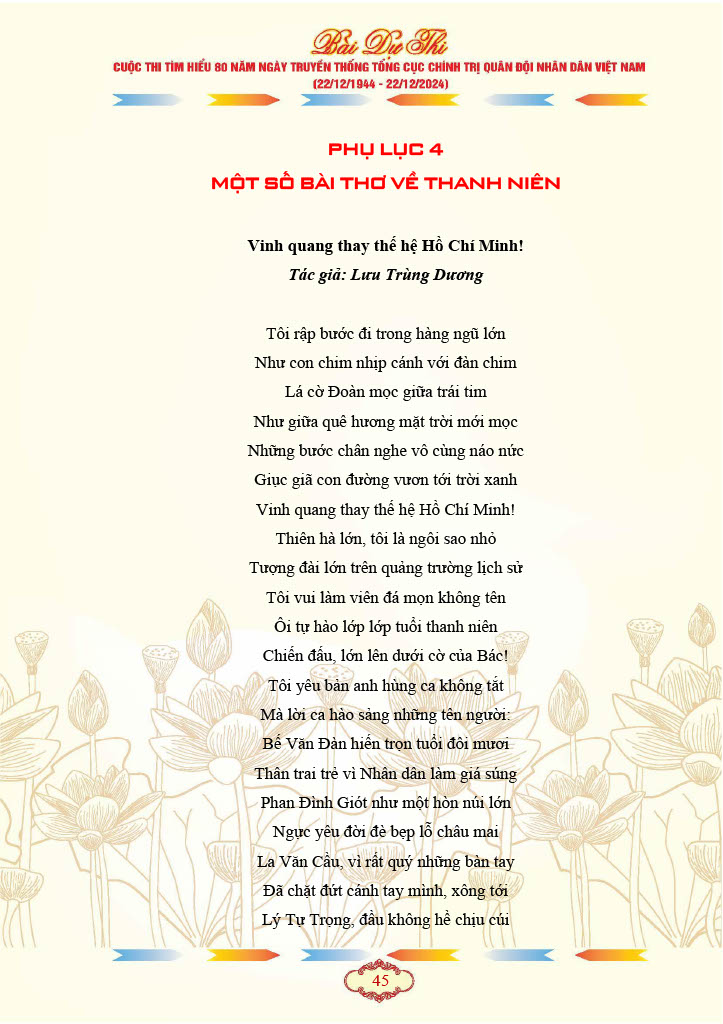 Bài Dự Thi
CUỘC THI TÌM HIỂU 80 NĂM NGÀY TRUYỀN THỐNG TỔNG CỤC CHÍNH TRỊ QUÂN ĐỘI NHÂN DÂN VIỆT NAM
(22/12/1944 - 22/12/2024)
PHỤ LỤC 4
MỘT SỐ BÀI THƠ VỀ THANH NIÊN
Vinh quang thay thế hệ Hồ Chí Minh!
Tác giả: Lưu Trùng Dương
Tôi rập bước đi trong hàng ngũ lớn
Như con chim nhịp cánh với đàn chim
Lá cờ Đoàn mọc giữa trái tim
Như giữa quê hương mặt trời mới mọc
Những bước chân nghe vô cùng náo nức
Giục giã con đường vươn tới trời xanh
Vinh quang thay thế hệ Hồ Chí Minh!
Thiên hà lớn, tôi là ngôi sao nhỏ
Tượng đài lớn trên quảng trường lịch sử
Tôi vui làm viên đá mọn không tên
Ôi tự hào lớp lớp tuổi thanh niên
Chiến đấu, lớn lên dưới cờ của Bác!
Tôi yêu bản anh hùng ca không tắt
Mà lời ca hào sảng những tên người:
Bế Văn Đàn hiến trọn tuổi đôi mươi
Thân trai trẻ vì Nhân dân làm giá súng
Phan Đình Giót như một hòn núi lớn
Ngực yêu đời đè bẹp lỗ châu mai
La Văn Cầu, vì rất quý những bàn tay
Đã chặt đứt cánh tay mình, xông tới
Lý Tự Trọng, đầu không hề chịu cúi
45